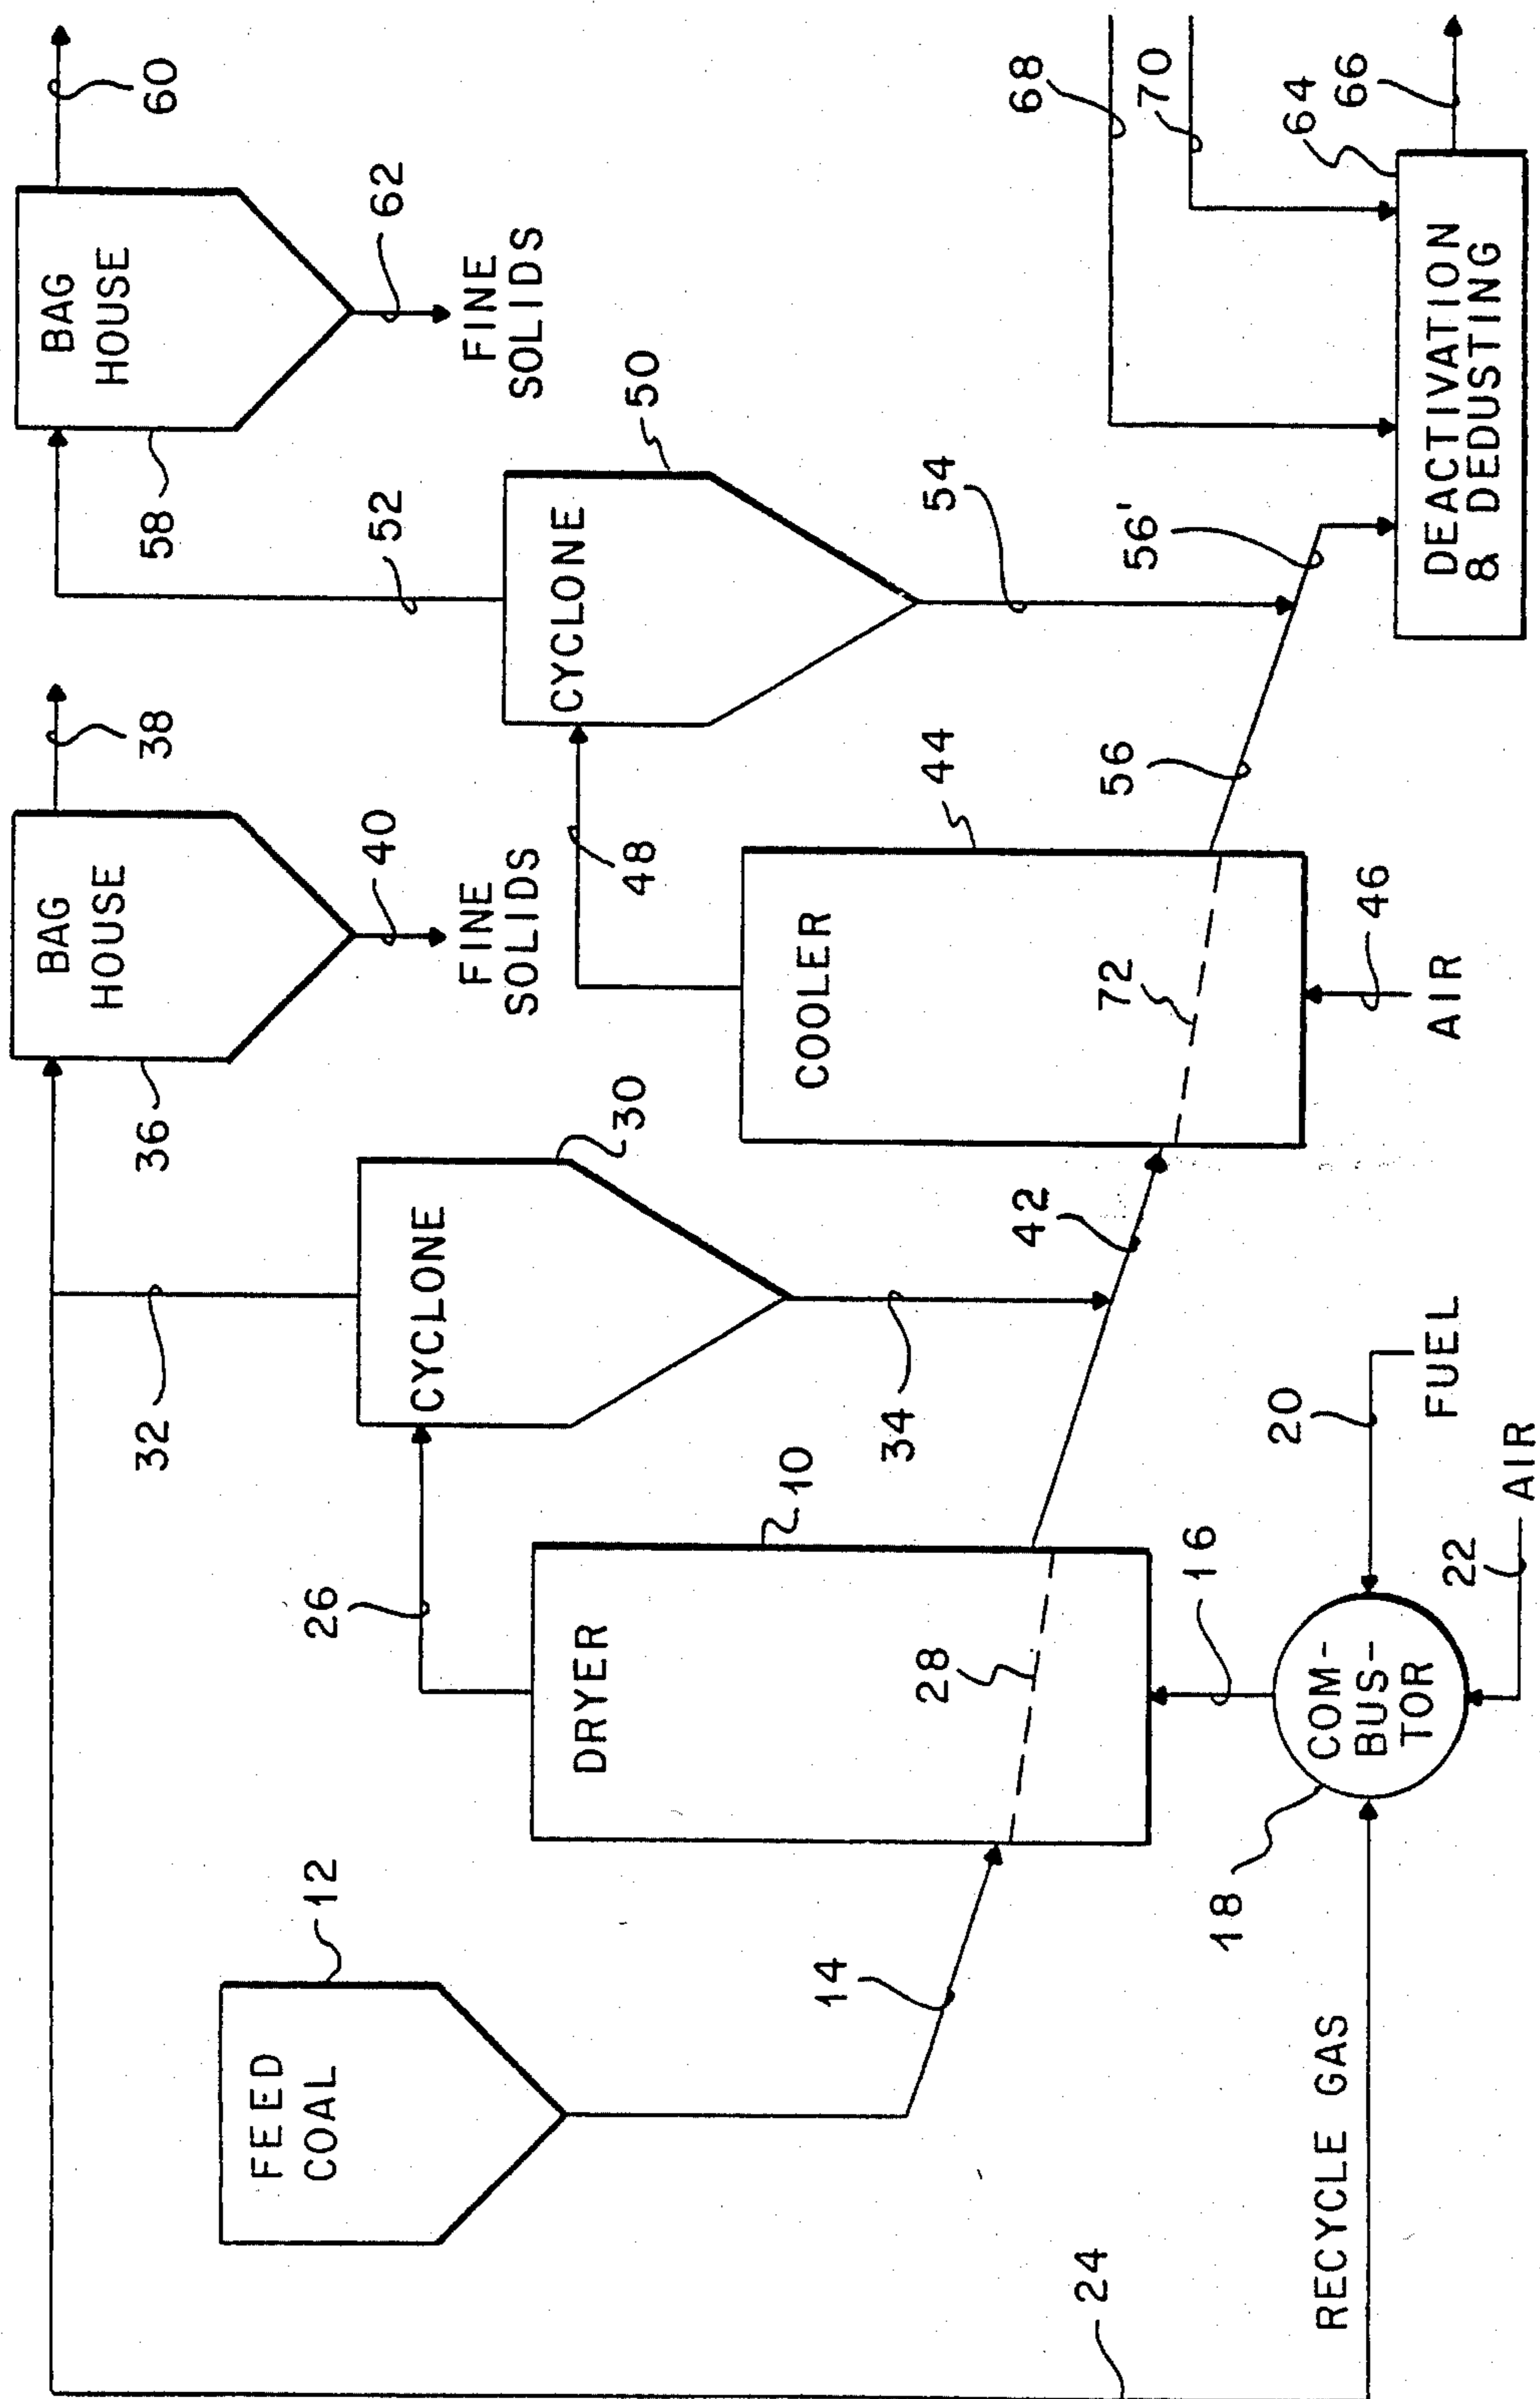 BAG
HOUSE
36
38
40
FINE
SOLIDS
BAG
HOUSE
58
60
62
FINE
SOLIDS
32
52
FEED
COAL
12
26
CYCLONE
30
48
CYCLONE
50
DRYER
10
34
COOLER
44
54
68
70
14
28
42
72
56
56'
64
66
24
RECYCLE GAS
18
COM-
BUS-
TOR
16
20
FUEL
22
AIR
46
AIR
DEACTIVATION
& DEDUSTING